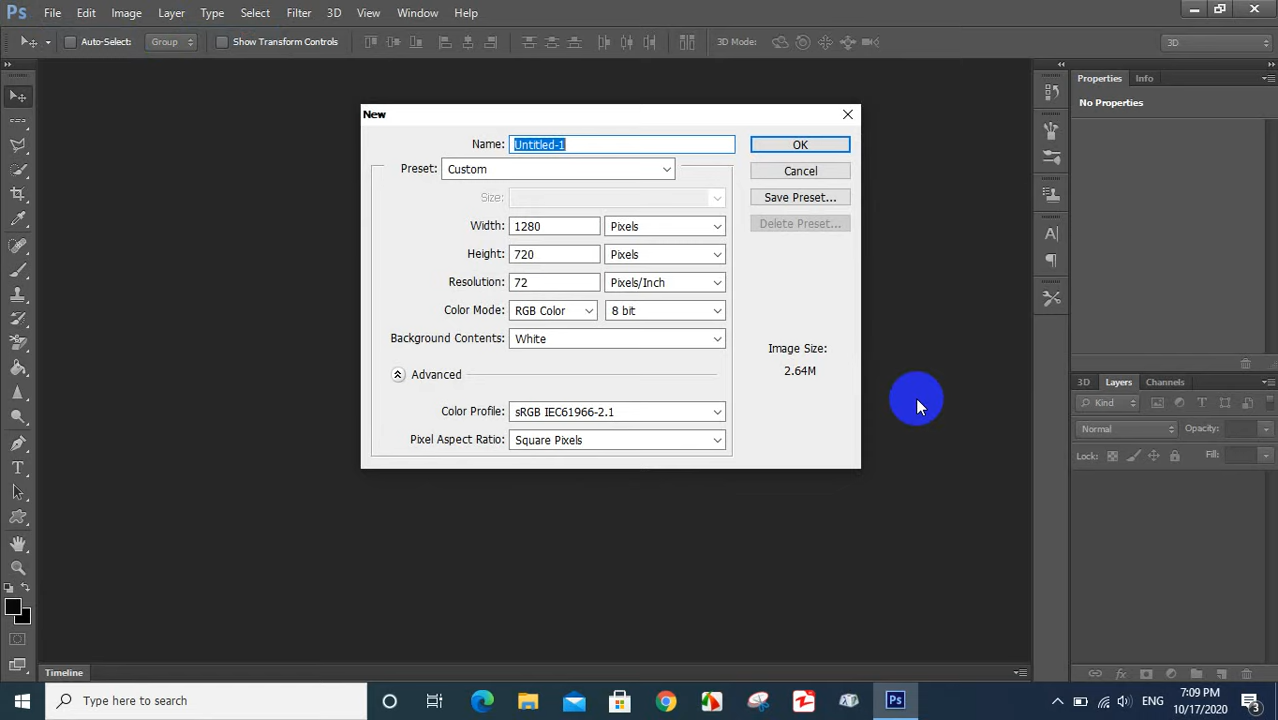 Ps File Edit Image Layer Type Select Filter 3D View Window Help
Auto-Select: Group Show Transform Controls 3D Mode: 3D
Properties Info
No Properties
New
Name: Untitled-1 OK
Preset: Custom Cancel
Size: Save Preset...
Width: 1280 Pixels Delete Preset...
Height: 720 Pixels
Resolution: 72 Pixels/Inch
Color Mode: RGB Color 8 bit
Background Contents: White
Image Size:
2.64M
Advanced
Color Profile: sRGB IEC61966-2.1
Pixel Aspect Ratio: Square Pixels
3D Layers Channels
Kind
Normal Opacity:
Lock: Fill:
Timeline
Type here to search
Ps
ENG
7:09 PM
10/17/2020
3